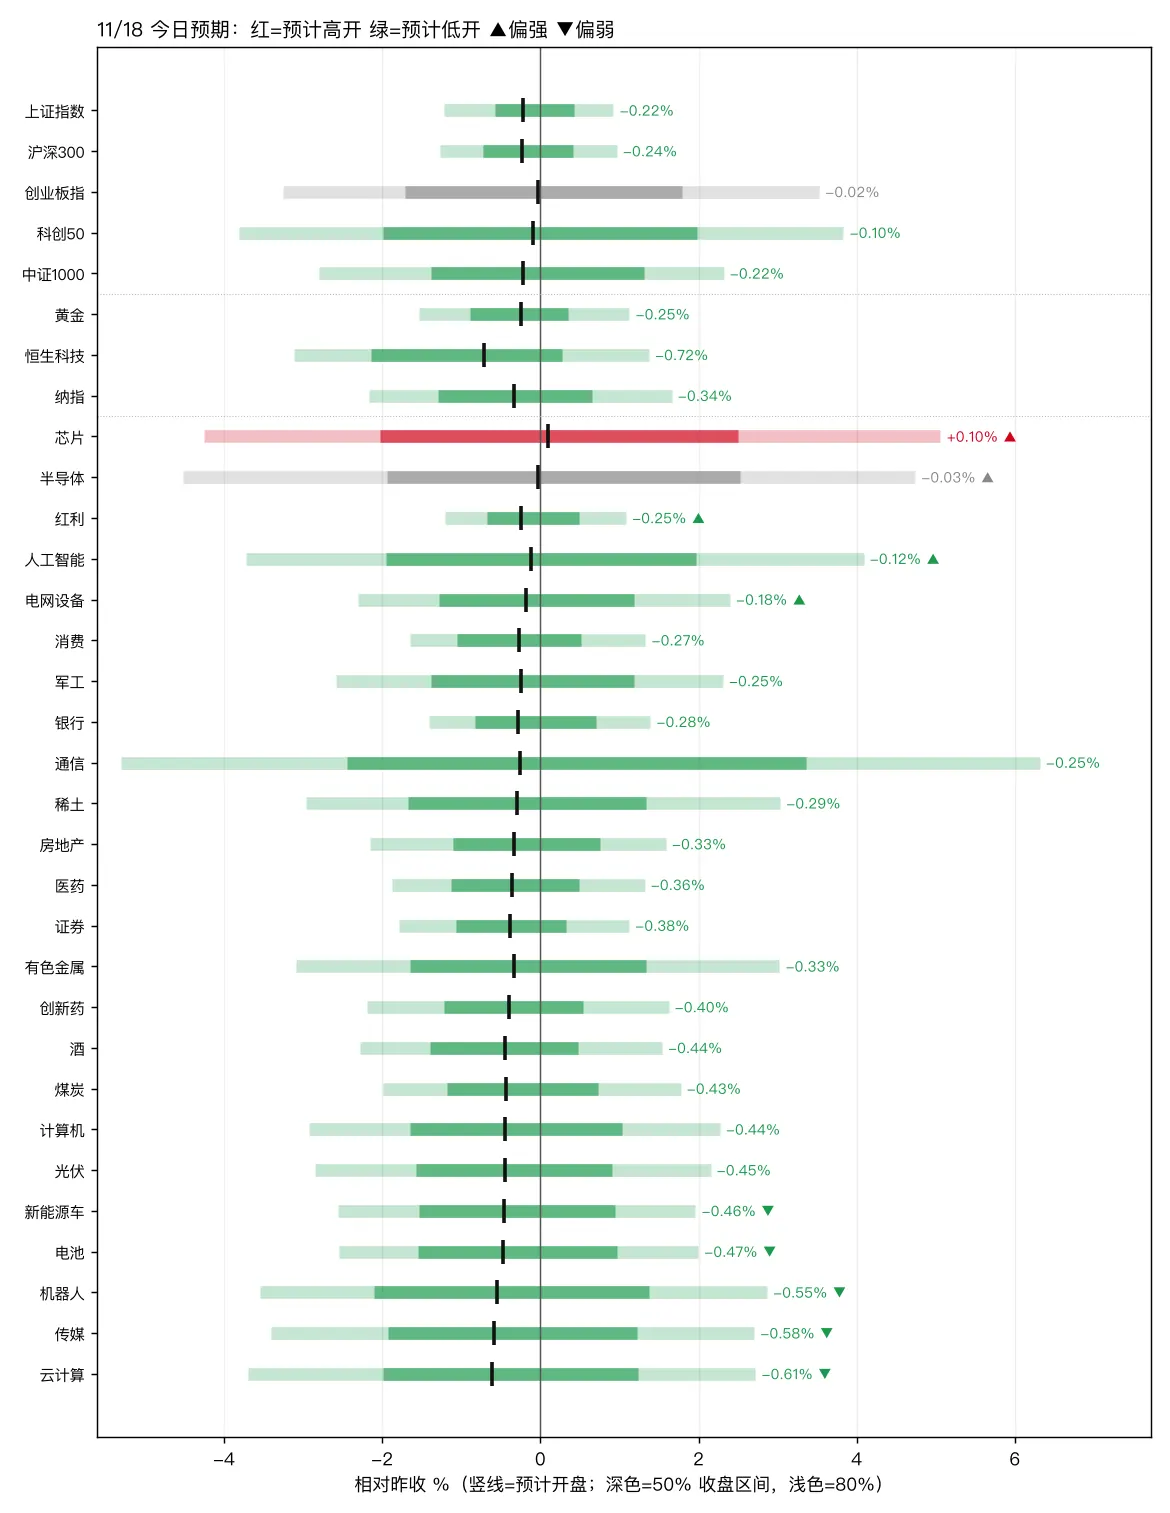 11/18 今日预期：红=预计高开 绿=预计低开 ▲偏强 ▼偏弱
上证指数 −0.22%
沪深300 −0.24%
创业板指 −0.02%
科创50 −0.10%
中证1000 −0.22%
黄金 −0.25%
恒生科技 −0.72%
纳指 −0.34%
芯片 +0.10% ▲
半导体 −0.03% ▲
红利 −0.25% ▲
人工智能 −0.12% ▲
电网设备 −0.18% ▲
消费 −0.27%
军工 −0.25%
银行 −0.28%
通信 −0.25%
稀土 −0.29%
房地产 −0.33%
医药 −0.36%
证券 −0.38%
有色金属 −0.33%
创新药 −0.40%
酒 −0.44%
煤炭 −0.43%
计算机 −0.44%
光伏 −0.45%
新能源车 −0.46% ▼
电池 −0.47% ▼
机器人 −0.55% ▼
传媒 −0.58% ▼
云计算 −0.61% ▼
−4 −2 0 2 4 6
相对昨收 %（竖线=预计开盘；深色=50% 收盘区间，浅色=80%）